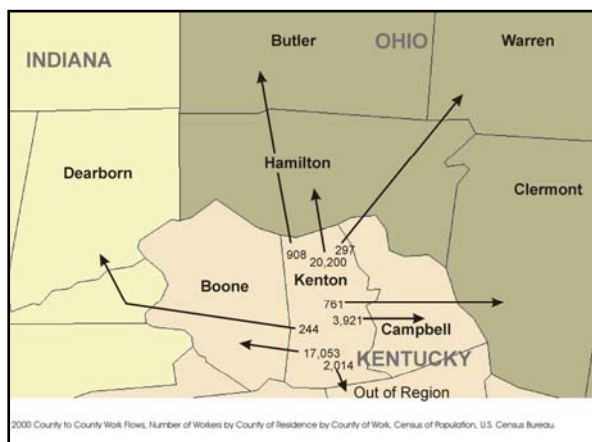 Butler
OHIO
Warren
INDIANA
Hamilton
Dearborn
Clermont
908
297
20,200
Boone
Kenton
761
3,921
244
Campbell
17,053
2,014
KENTUCKY
Out of Region
2000 County to County Work Flows, Number of Workers by County of Residence by County of Work, Census of Population, U.S. Census Bureau.